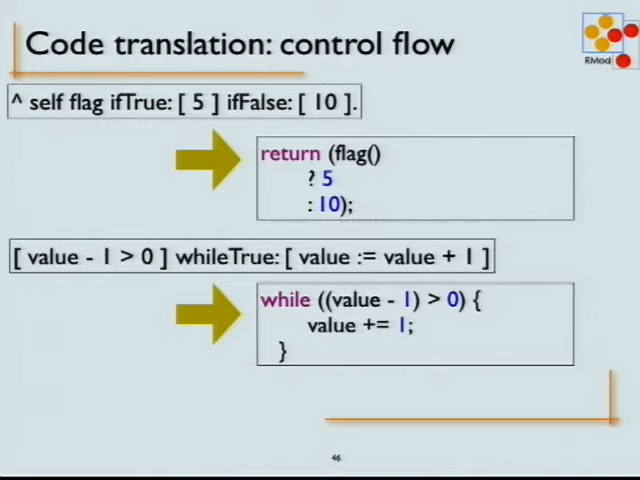 Code translation: control flow
RMod
^ self flag ifTrue: [ 5 ] ifFalse: [ 10 ].
return (flag()
? 5
: 10);
[ value - 1 > 0 ] whileTrue: [ value := value + 1 ]
while ((value - 1) > 0) {
value += 1;
}
46